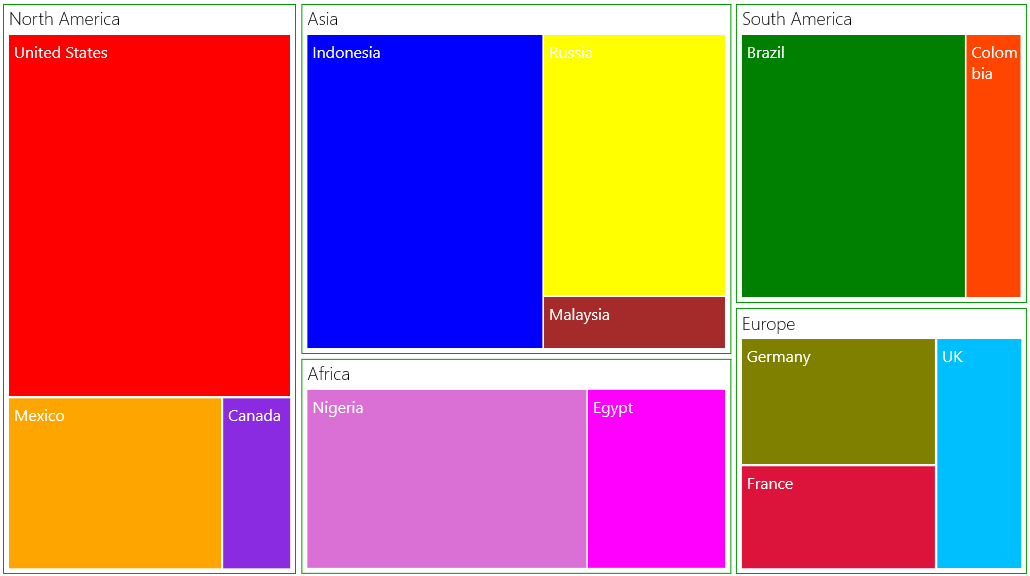 North America
United States
Mexico
Canada
Asia
Indonesia
Russia
Malaysia
Africa
Nigeria
Egypt
South America
Brazil
Colom
bia
Europe
Germany
France
UK